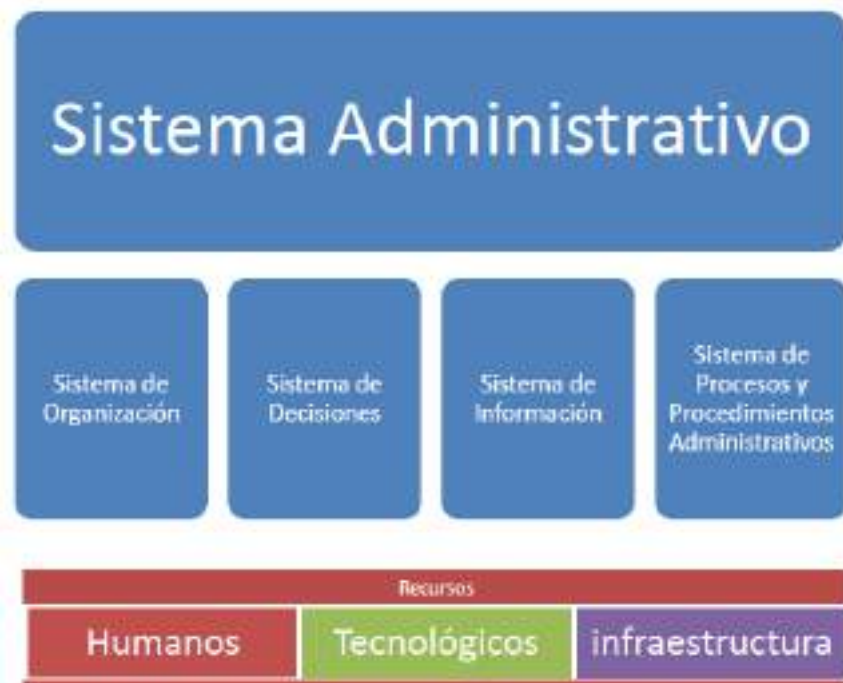 Sistema Administrativo
Sistema de
Organización
Sistema de
Decisiones
Sistema de
Información
Sistema de
Procesos y
Procedimientos
Administrativos
Recursos
Humanos
Tecnológicos
infraestructura